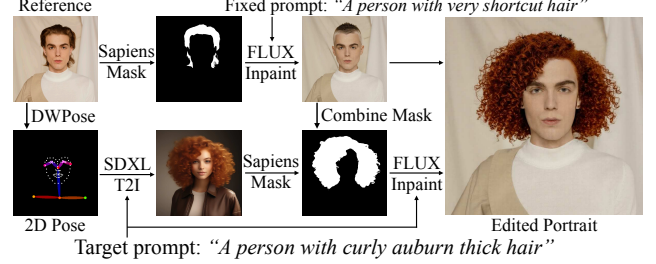 Reference
Fixed prompt: “A person with very shortcut hair”
Sapiens
Mask
FLUX
Inpaint
DWPose
Combine Mask
SDXL
T2I
Sapiens
Mask
FLUX
Inpaint
2D Pose
Edited Portrait
Target prompt: “A person with curly auburn thick hair”